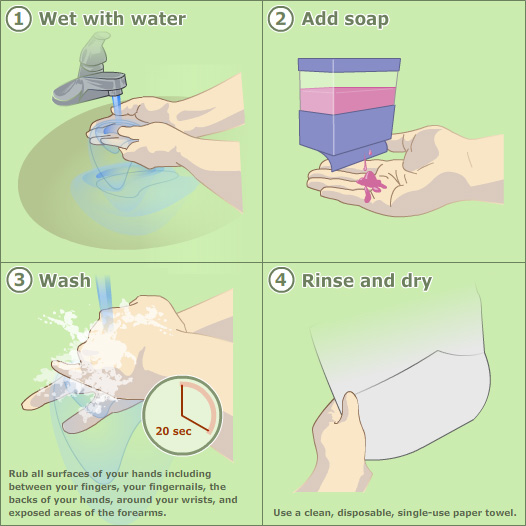 1 Wet with water
2 Add soap
3 Wash
20 sec
Rub all surfaces of your hands including
between your fingers, your fingernails, the
backs of your hands, around your wrists, and
exposed areas of the forearms.
4 Rinse and dry
Use a clean, disposable, single-use paper towel.